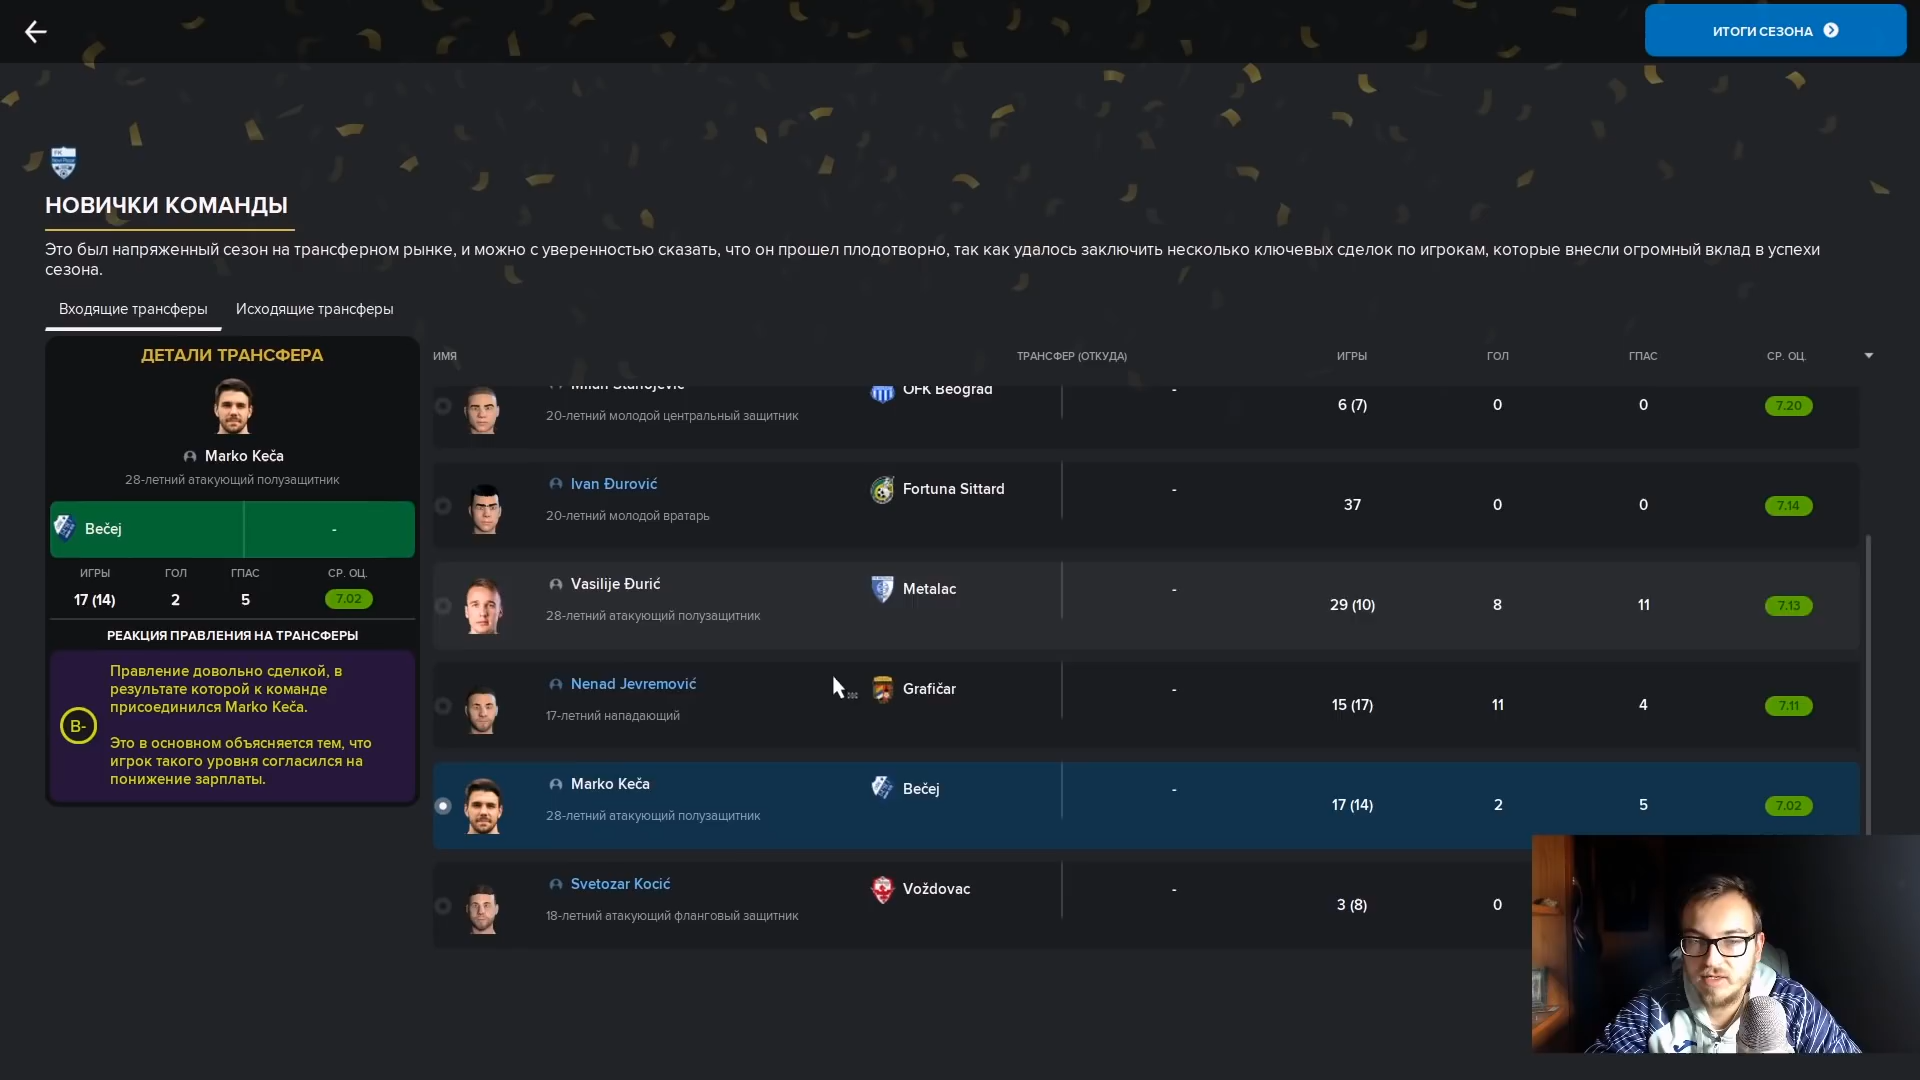 ИТОГИ СЕЗОНА
НОВИЧКИ КОМАНДЫ
Это был напряженный сезон на трансферном рынке, и можно с уверенностью сказать, что он прошел плодотворно, так как удалось заключить несколько ключевых сделок по игрокам, которые внесли огромный вклад в успехи
сезона.
Входящие трансферы Исходящие трансферы
ДЕТАЛИ ТРАНСФЕРА
Marko Keča
28-летний атакующий полузащитник
Bečej -
ИГРЫ ГОЛ ГПАС СР. ОЦ.
17 (14) 2 5 7.02
РЕАКЦИЯ ПРАВЛЕНИЯ НА ТРАНСФЕРЫ
B-
Правление довольно сделкой, в
результате которой к команде
присоединился Marko Keča.
Это в основном объясняется тем, что
игрок такого уровня согласился на
понижение зарплаты.
ИМЯ ТРАНСФЕР (ОТКУДА) ИГРЫ ГОЛ ГПАС СР. ОЦ.
Milan Stanojević OFK Beograd - 6 (7) 0 0 7.20
20-летний молодой центральный защитник
Ivan Đurović Fortuna Sittard - 37 0 0 7.14
20-летний молодой вратарь
Vasilije Đurić Metalac - 29 (10) 8 11 7.13
28-летний атакующий полузащитник
Nenad Jevremović Grafičar - 15 (17) 11 4 7.11
17-летний нападающий
Marko Keča Bečej - 17 (14) 2 5 7.02
28-летний атакующий полузащитник
Svetozar Kocić Voždovac - 3 (8) 0
18-летний атакующий фланговый защитник